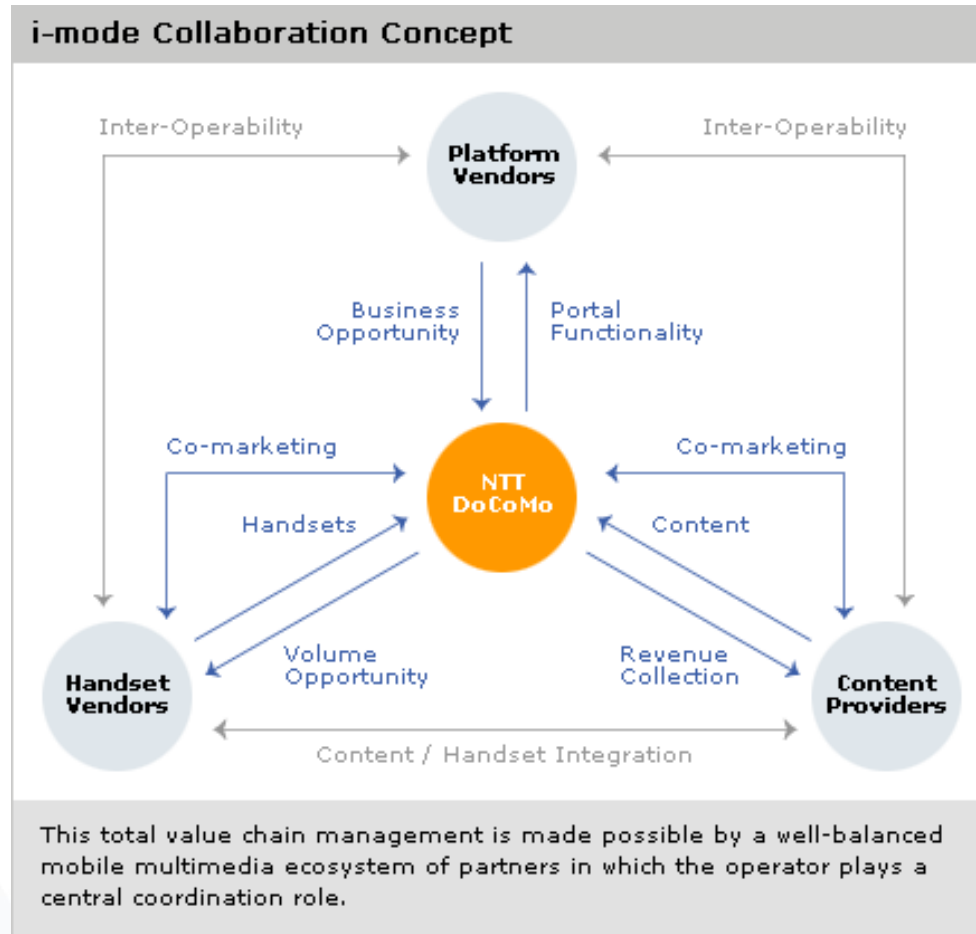 i-mode Collaboration Concept
Inter-Operability
Inter-Operability
Platform
Vendors
Business
Opportunity
Portal
Functionality
Co-marketing
Co-marketing
NTT
DoCoMo
Handsets
Content
Volume
Opportunity
Revenue
Collection
Handset
Vendors
Content
Providers
Content / Handset Integration
This total value chain management is made possible by a well-balanced
mobile multimedia ecosystem of partners in which the operator plays a
central coordination role.